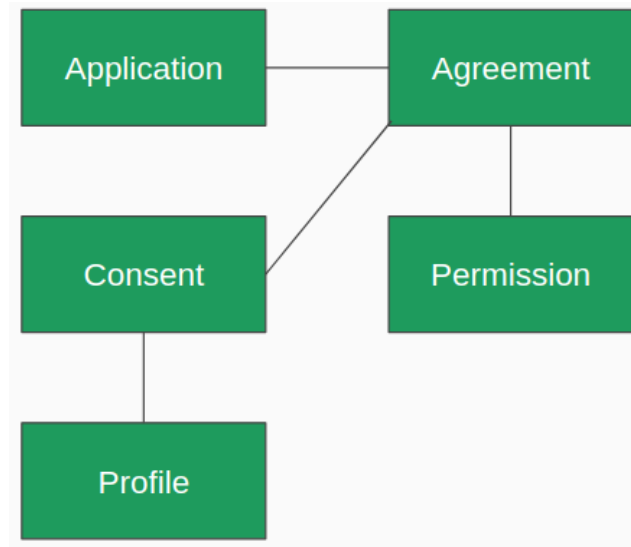 Application
Agreement
Consent
Permission
Profile